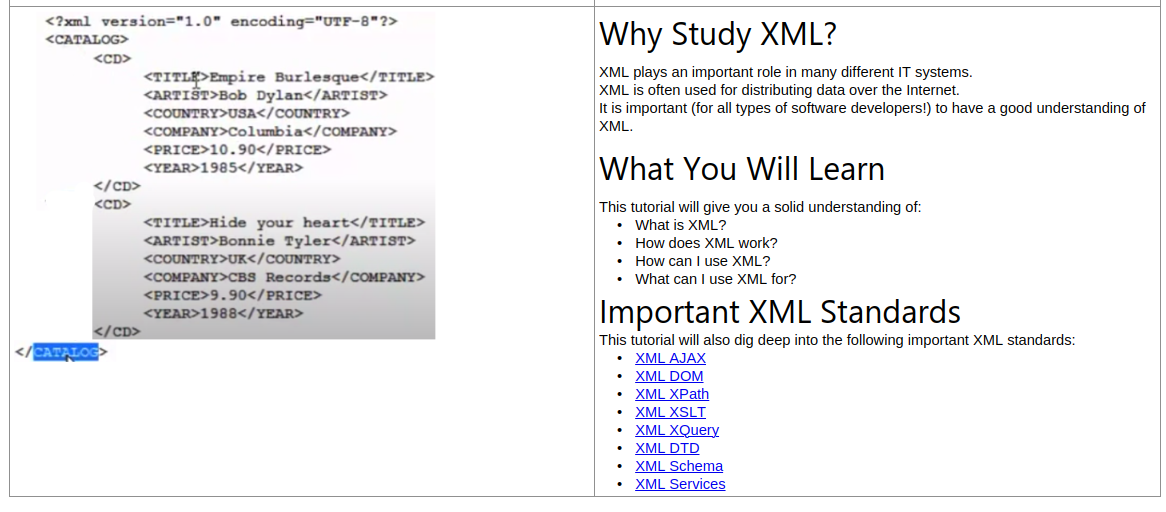 <?xml version="1.0" encoding="UTF-8"?>
<CATALOG>
<CD>
<TITLE>Empire Burlesque</TITLE>
<ARTIST>Bob Dylan</ARTIST>
<COUNTRY>USA</COUNTRY>
<COMPANY>Columbia</COMPANY>
<PRICE>10.90</PRICE>
<YEAR>1985</YEAR>
</CD>
<CD>
<TITLE>Hide your heart</TITLE>
<ARTIST>Bonnie Tyler</ARTIST>
<COUNTRY>UK</COUNTRY>
<COMPANY>CBS Records</COMPANY>
<PRICE>9.90</PRICE>
<YEAR>1988</YEAR>
</CD>
</CATALOG>
Why Study XML?
XML plays an important role in many different IT systems.
XML is often used for distributing data over the Internet.
It is important (for all types of software developers!) to have a good understanding of
XML.
What You Will Learn
This tutorial will give you a solid understanding of:
• What is XML?
• How does XML work?
• How can I use XML?
• What can I use XML for?
Important XML Standards
This tutorial will also dig deep into the following important XML standards:
• XML AJAX
• XML DOM
• XML XPath
• XML XSLT
• XML XQuery
• XML DTD
• XML Schema
• XML Services